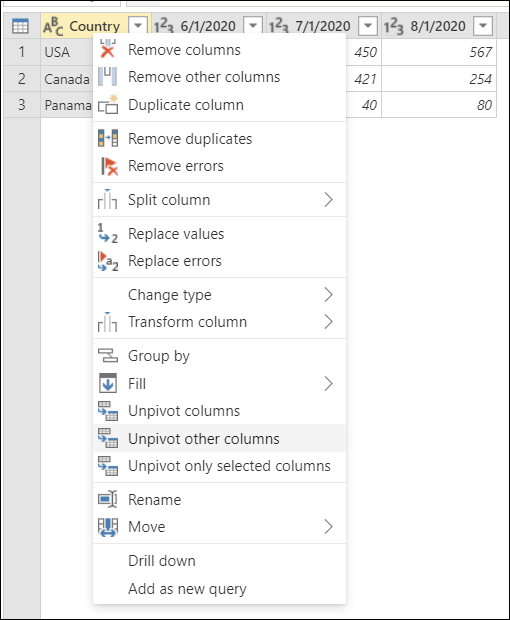 ABC Country 123 6/1/2020 123 7/1/2020 123 8/1/2020
1 USA 450 567
2 Canada 421 254
3 Panama 40 80
Remove columns
Remove other columns
Duplicate column
Remove duplicates
Remove errors
Split column
1 2 Replace values
a2 Replace errors
Change type
Transform column
Group by
Fill
Unpivot columns
Unpivot other columns
Unpivot only selected columns
Rename
Move
Drill down
Add as new query